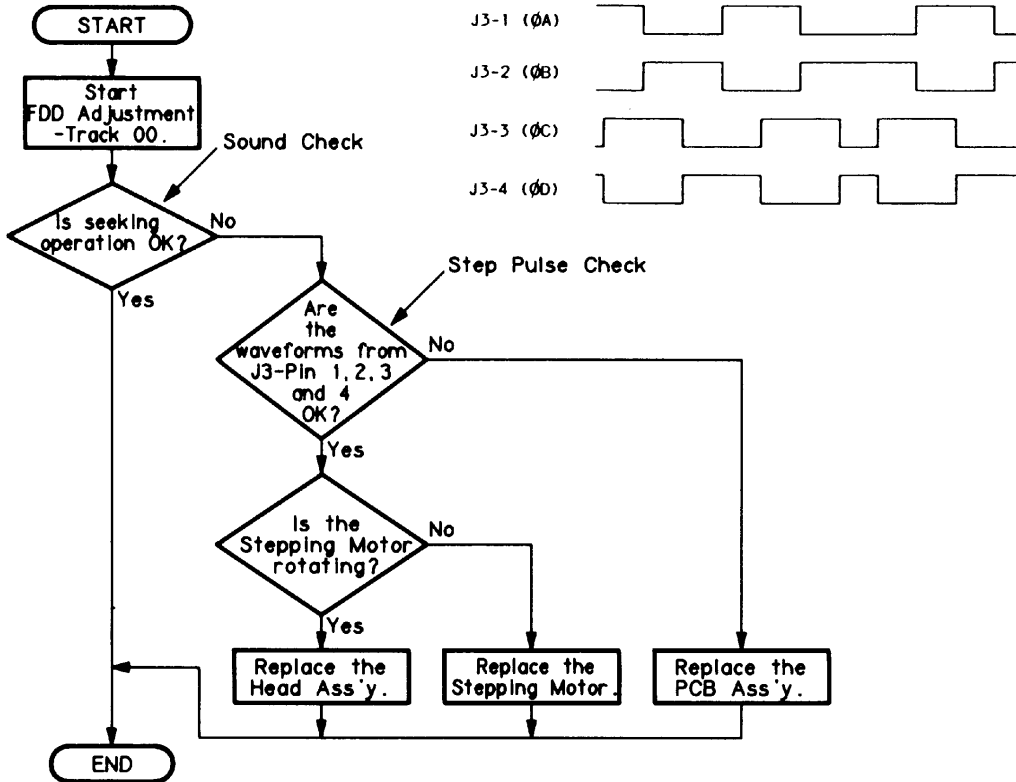 START
Start
FDD Adjustment
-Track 00.
Sound Check
Is seeking
operation OK?
No
Yes
Step Pulse Check
Are
the
waveforms from
J3-Pin 1,2,3
and 4
OK?
No
Yes
Is the
Stepping Motor
rotating?
No
Yes
Replace the
Head Ass'y.
Replace the
Stepping Motor.
Replace the
PCB Ass'y.
END
J3-1 (ØA)
J3-2 (ØB)
J3-3 (ØC)
J3-4 (ØD)